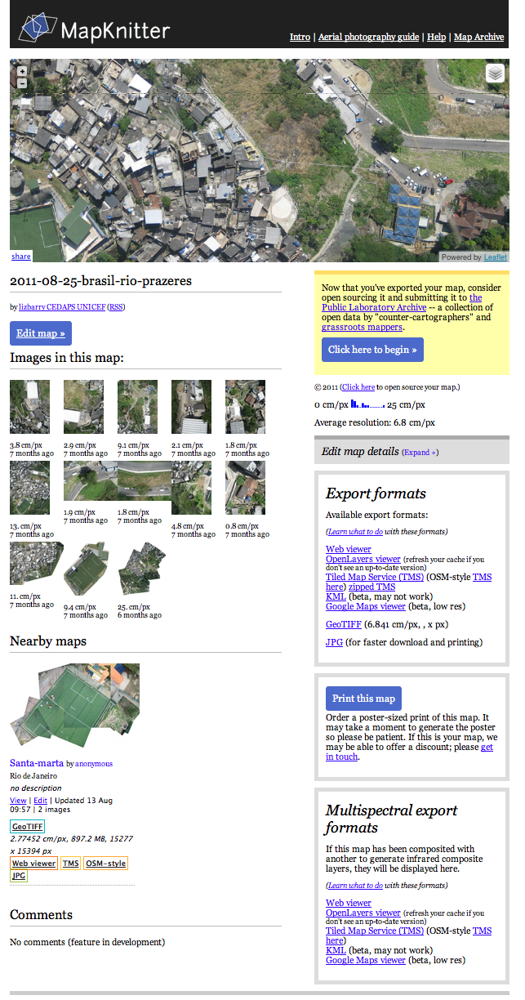 MapKnitter
Intro | Aerial photography guide | Help | Map Archive
+
-
share
Powered by Leaflet
2011-08-25-brasil-rio-prazeres
by lizbarry CEDAPS UNICEF (RSS)
Edit map »
Images in this map:
3.8 cm/px
7 months ago
2.9 cm/px
7 months ago
9.1 cm/px
7 months ago
2.1 cm/px
7 months ago
1.8 cm/px
7 months ago
13. cm/px
7 months ago
1.9 cm/px
7 months ago
1.8 cm/px
7 months ago
4.8 cm/px
7 months ago
0.8 cm/px
7 months ago
11. cm/px
7 months ago
9.4 cm/px
7 months ago
25. cm/px
6 months ago
Nearby maps
Santa-marta by anonymous
Rio de Janeiro
no description
View | Edit | Updated 13 Aug
09:57 | 2 images
GeoTIFF
2.77452 cm/px, 897.2 MB, 15277
x 15394 px
Web viewer TMS OSM-style
JPG
Comments
No comments (feature in development)
Now that you've exported your map, consider
open sourcing it and submitting it to the
Public Laboratory Archive -- a collection of
open data by "counter-cartographers" and
grassroots mappers.
Click here to begin »
© 2011 (Click here to open source your map.)
0 cm/px 25 cm/px
Average resolution: 6.8 cm/px
Edit map details (Expand +)
Export formats
Available export formats:
(Learn what to do with these formats)
Web viewer
OpenLayers viewer (refresh your cache if you
don't see an up-to-date version)
Tiled Map Service (TMS) (OSM-style TMS
here) zipped TMS
KML (beta, may not work)
Google Maps viewer (beta, low res)
GeoTIFF (6.841 cm/px, , x px)
JPG (for faster download and printing)
Print this map
Order a poster-sized print of this map. It
may take a moment to generate the poster
so please be patient. If this is your map, we
may be able to offer a discount; please get
in touch.
Multispectral export
formats
If this map has been composited with
another to generate infrared composite
layers, they will be displayed here.
(Learn what to do with these formats)
Web viewer
OpenLayers viewer (refresh your cache if you
don't see an up-to-date version)
Tiled Map Service (TMS) (OSM-style TMS
here)
KML (beta, may not work)
Google Maps viewer (beta, low res)